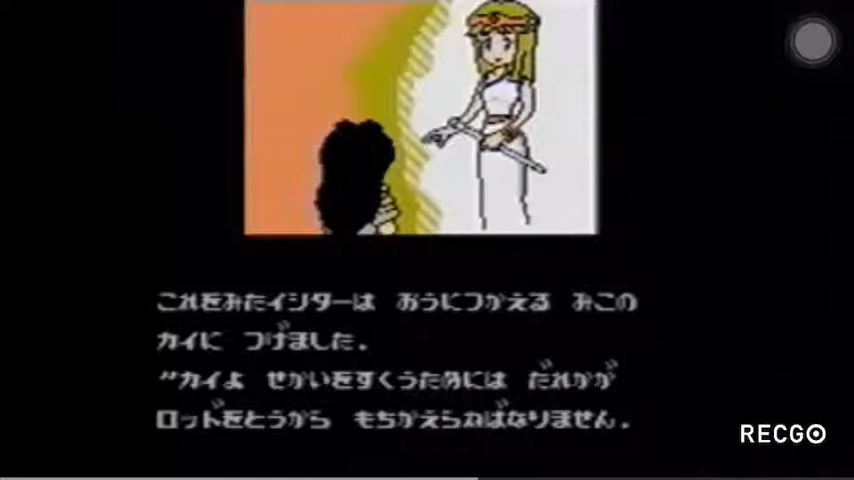 これをみたイシターは おうにつかえる みこの
カイに つげました.
"カイよ せかいをすくうためには だれかが
ロッドをとうから もちかえらねばなりません.
RECGO